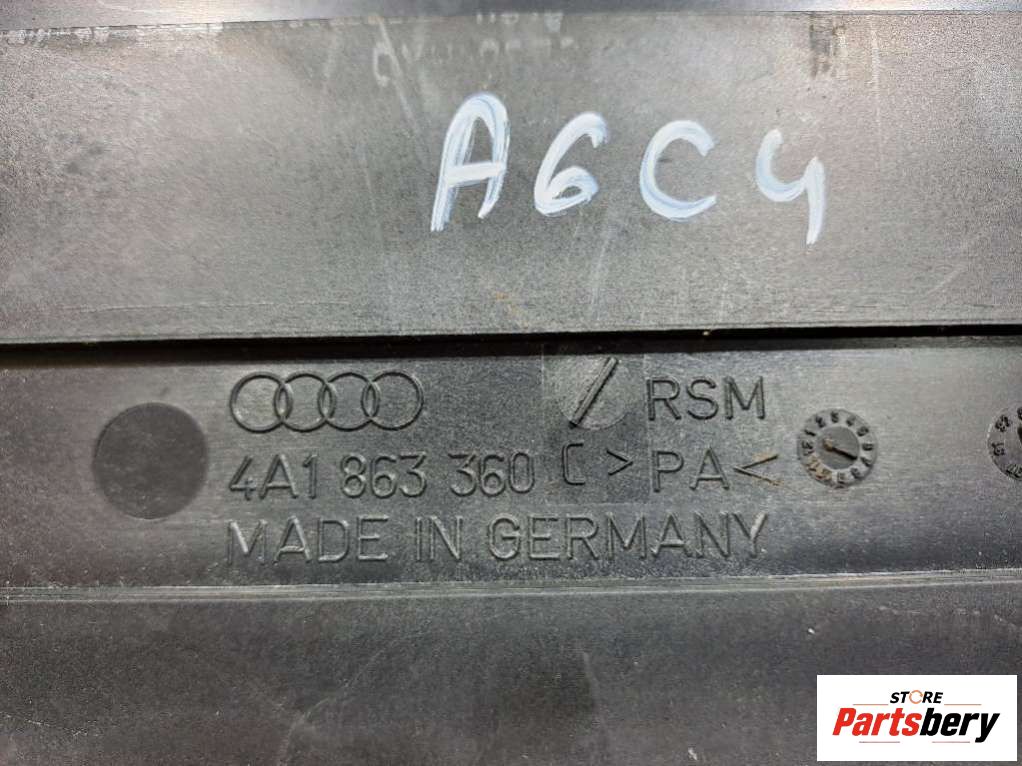 A6C4
RSM
4A1 863 360 C >PA<
MADE IN GERMANY
STORE
Partsbery